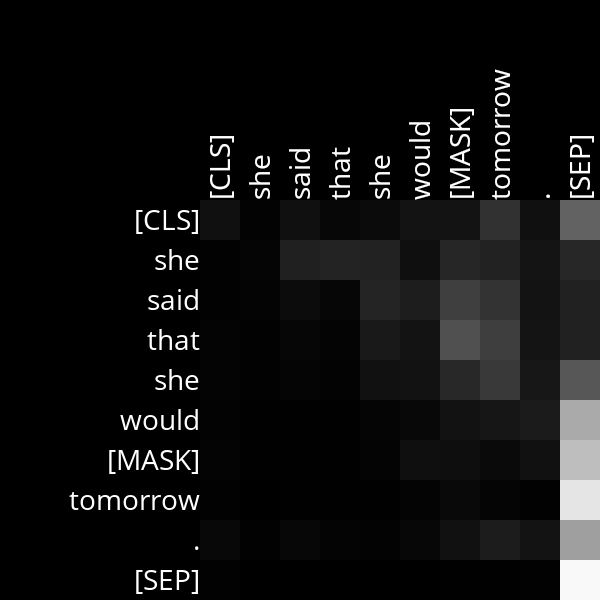 [CLS] she said that she would [MASK] tomorrow . [SEP]
[CLS]
she
said
that
she
would
[MASK]
tomorrow
.
[SEP]